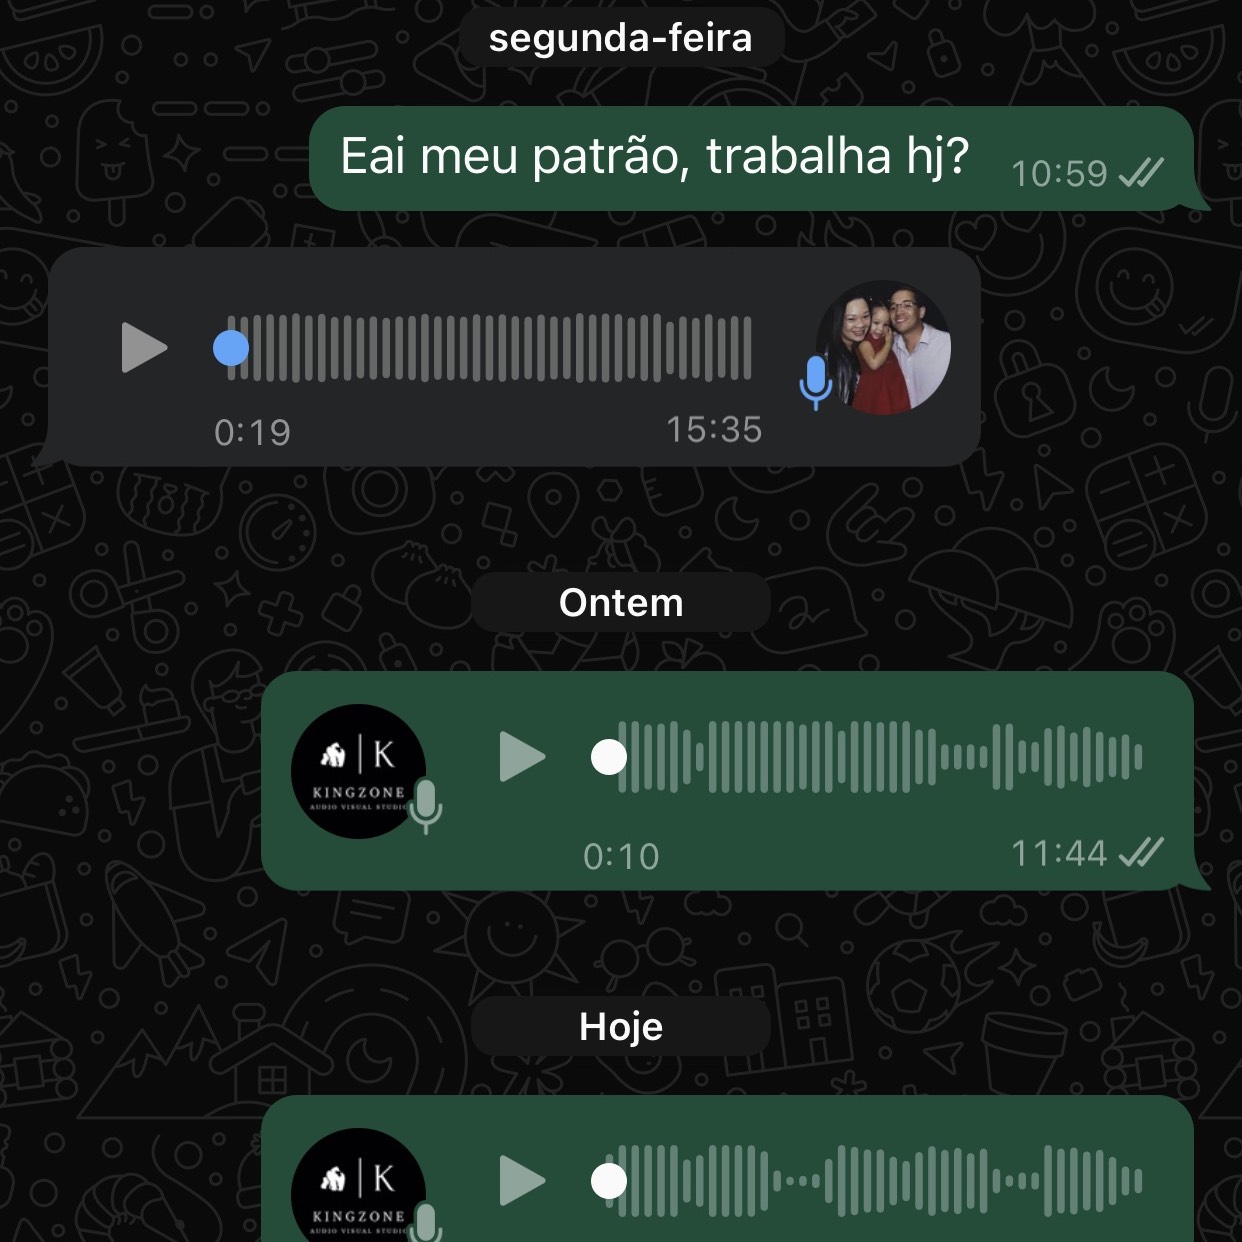 segunda-feira
Eai meu patrão, trabalha hj?
10:59
0:19
15:35
Ontem
K
KINGZONE
AUDIO VISUAL STUDIO
0:10
11:44
Hoje
K
KINGZONE
AUDIO VISUAL STUDIO